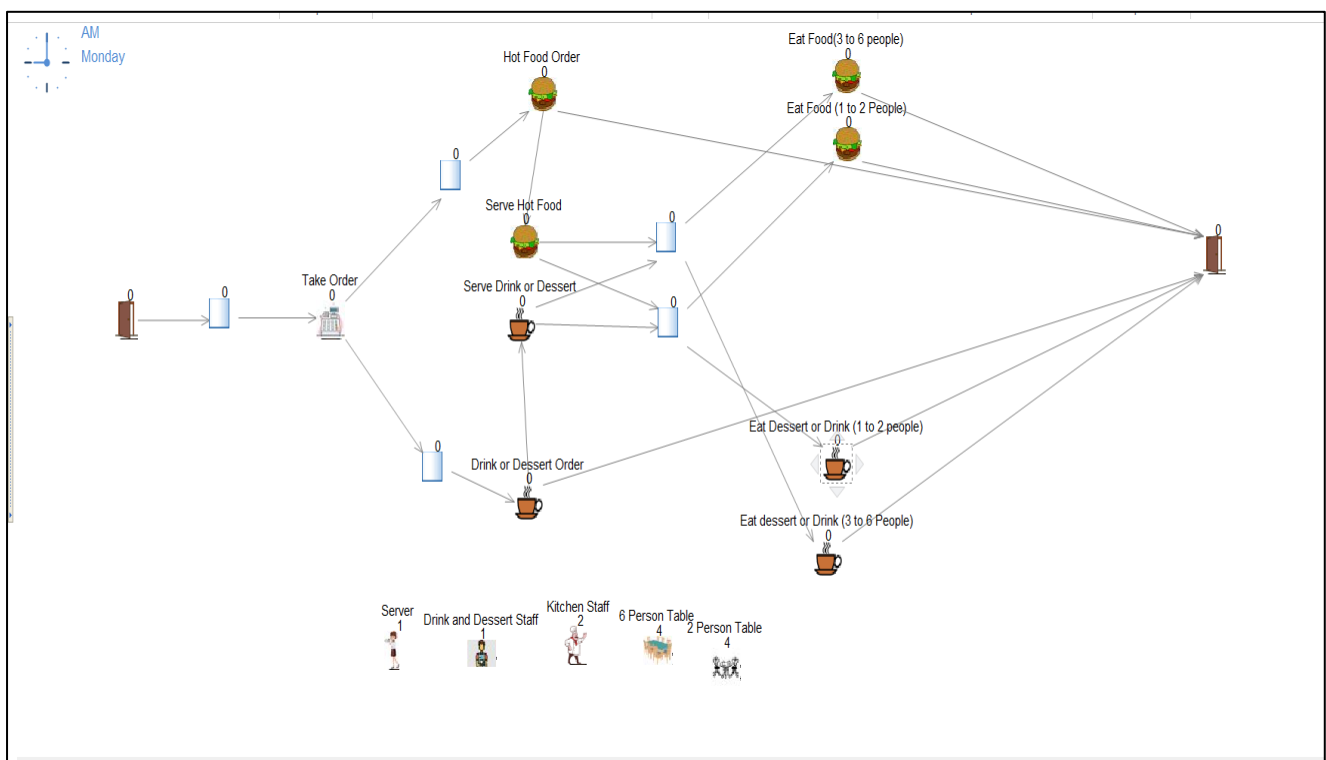 AM
Monday
Hot Food Order
0
Eat Food(3 to 6 people)
0
Eat Food (1 to 2 People)
0
0
Serve Hot Food
0
0
0
Take Order
0
0
0
Serve Drink or Dessert
0
0
0
Eat Dessert or Drink (1 to 2 people)
0
0
Drink or Dessert Order
0
Eat dessert or Drink (3 to 6 People)
0
Server
1
Drink and Dessert Staff
1
Kitchen Staff
2
6 Person Table
4
2 Person Table
4